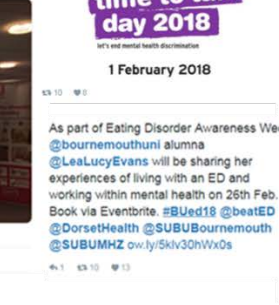 day 2018
let's end mental health discrimination
1 February 2018
10 6
As part of Eating Disorder Awareness
@bournemouthuni alumna
@LeaLucyEvans will be sharing her
experiences of living with an ED and
working within mental health on 26th Feb.
Book via Eventbrite. #BUed18 @beatED
@DorsetHealth @SUBUBournemouth
@SUBUMHZ ow.ly/5klv30hWx0s
1 10 13